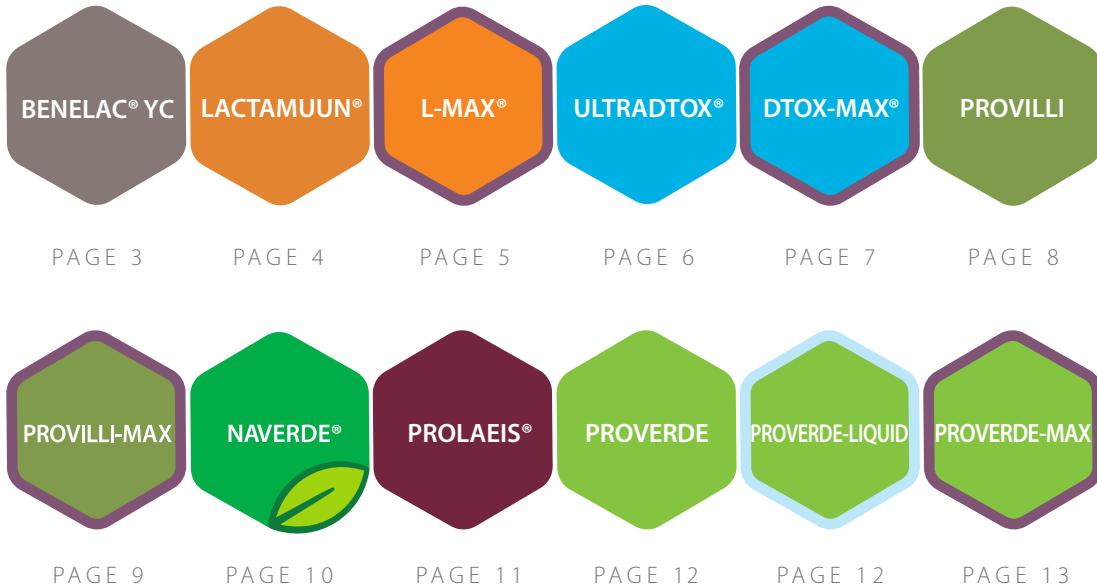 BENELAC® YC LACTAMUUN® L-MAX® ULTRADTOX® DTOX-MAX® PROVILLI
PAGE 3 PAGE 4 PAGE 5 PAGE 6 PAGE 7 PAGE 8
PROVILLI-MAX NAVERDE® PROLAEIS® PROVERDE PROVERDE-LIQUID PROVERDE-MAX
PAGE 9 PAGE 10 PAGE 11 PAGE 12 PAGE 12 PAGE 13